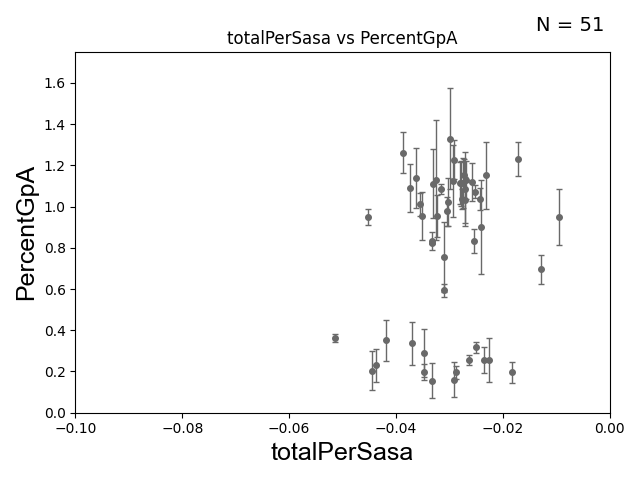 N = 51
totalPerSasa vs PercentGpA
PercentGpA
1.6
1.4
1.2
1.0
0.8
0.6
0.4
0.2
0.0
−0.10 −0.08 −0.06 −0.04 −0.02 0.00
totalPerSasa